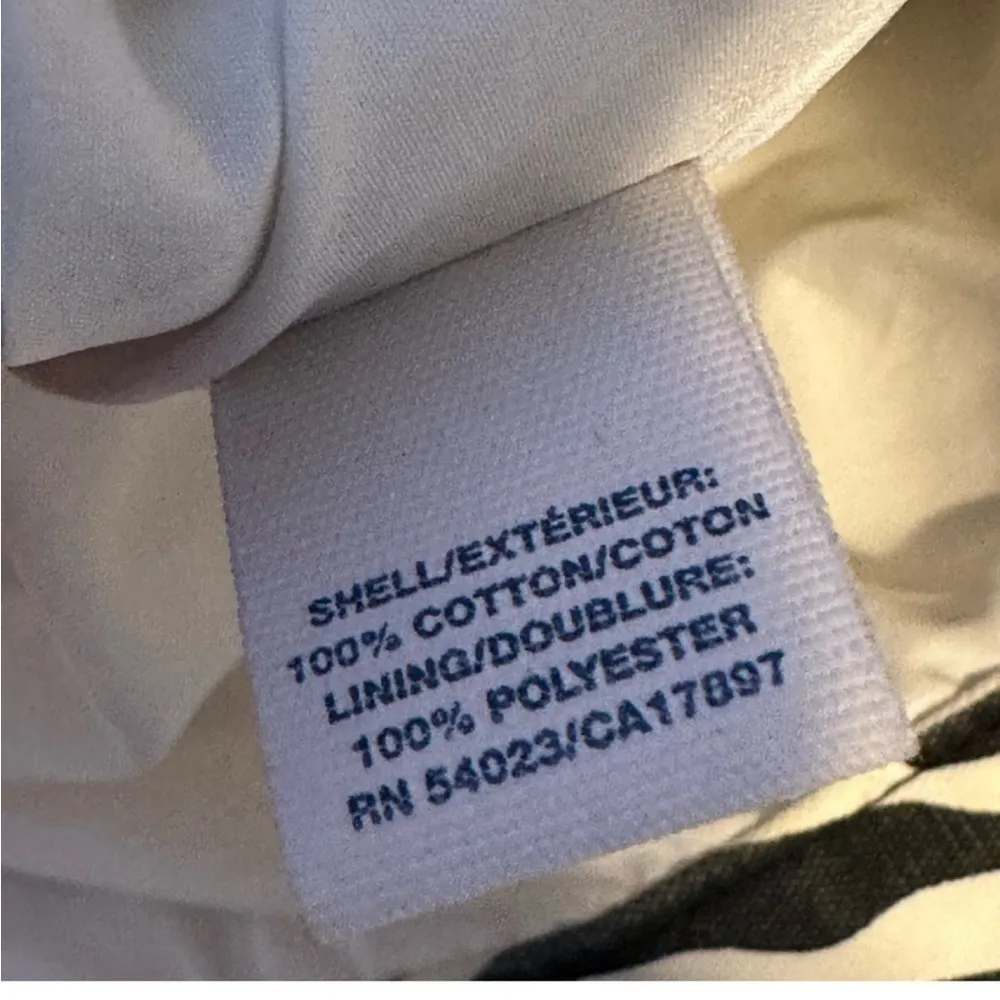 SHELL/EXTÉRIEUR:
100% COTTON/COTON
LINING/DOUBLURE:
100% POLYESTER
RN 54023/CA17897